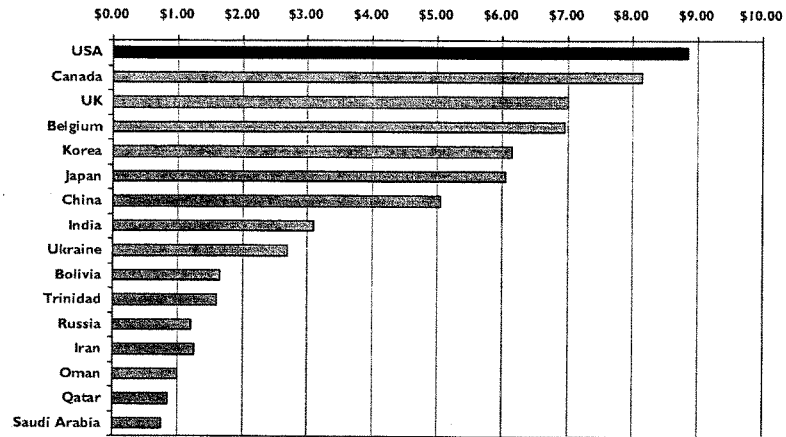 $0.00 $1.00 $2.00 $3.00 $4.00 $5.00 $6.00 $7.00 $8.00 $9.00 $10.00
USA
Canada
UK
Belgium
Korea
Japan
China
India
Ukraine
Bolivia
Trinidad
Russia
Iran
Oman
Qatar
Saudi Arabia